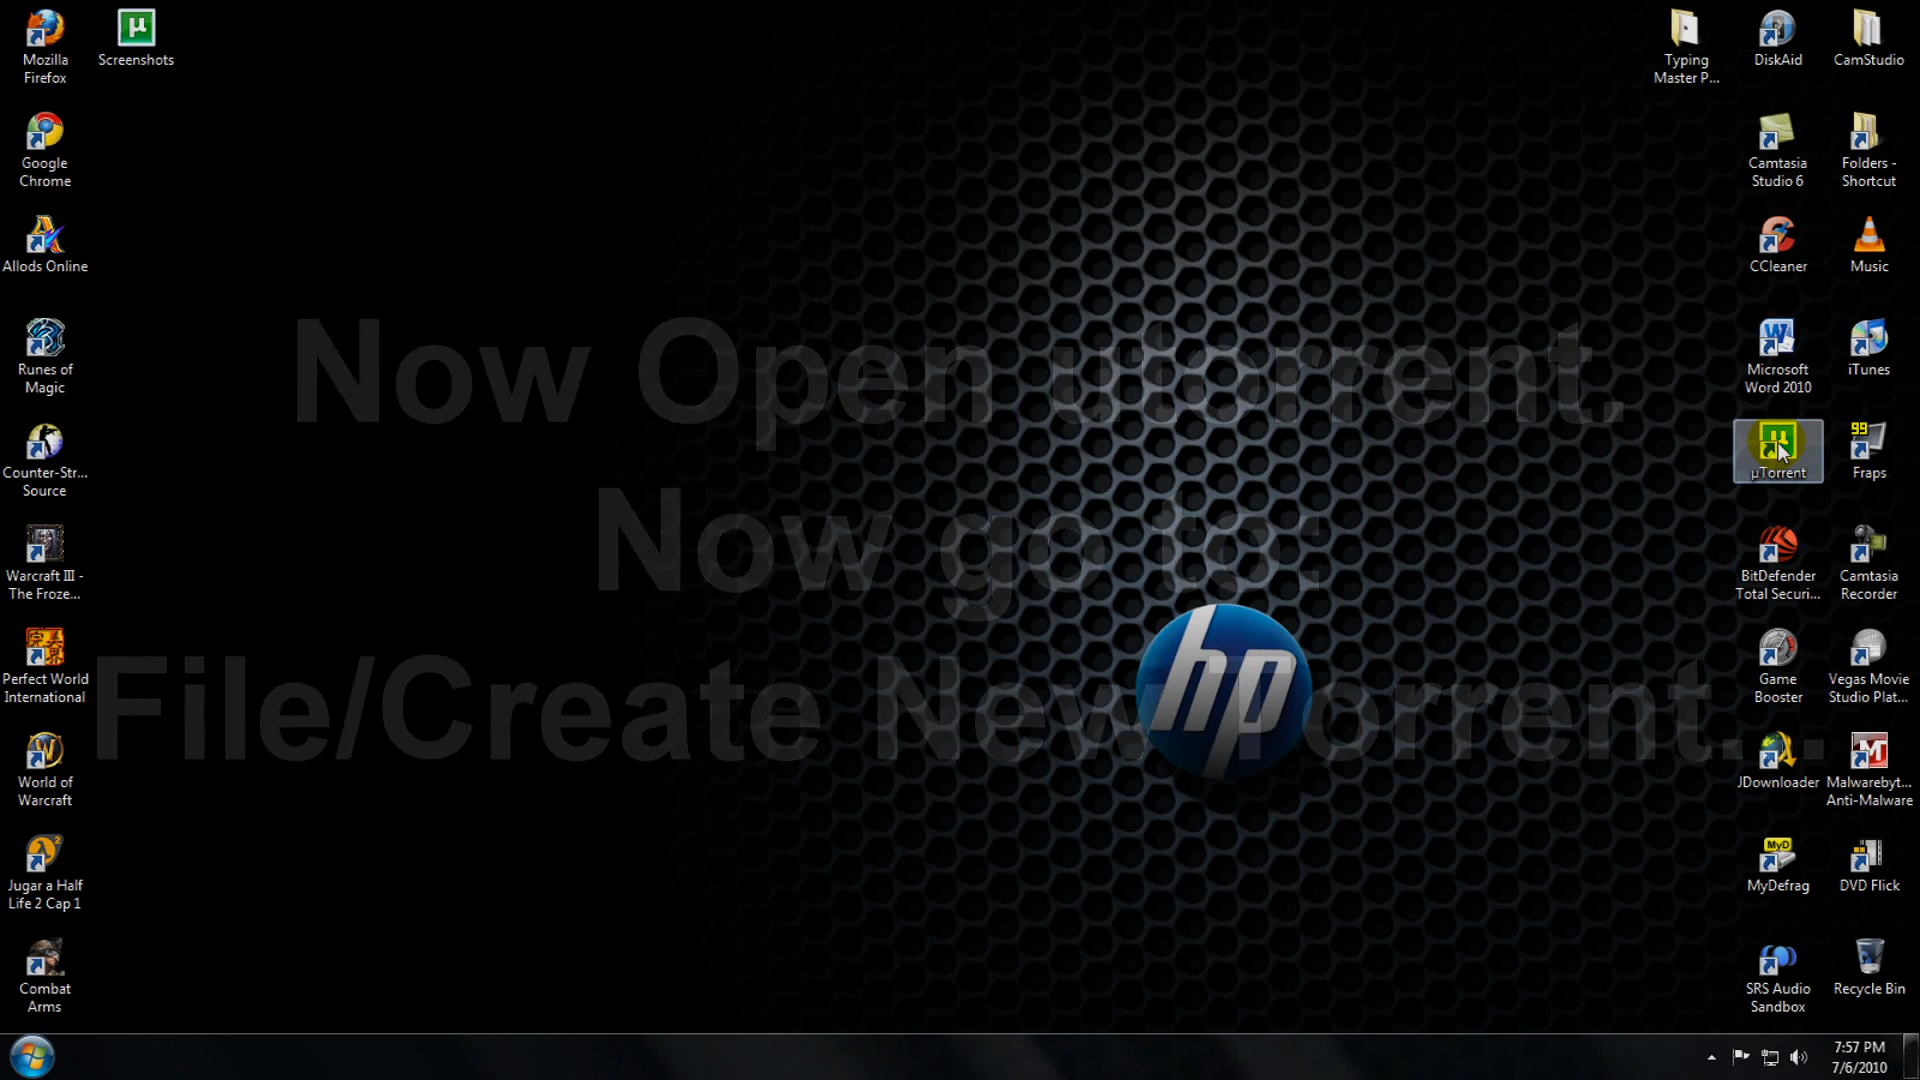 Mozilla
Firefox
Screenshots
Google
Chrome
Allods Online
Runes of
Magic
Counter-Str...
Source
Warcraft III -
The Froze...
Perfect World
International
World of
Warcraft
Jugar a Half
Life 2 Cap 1
Combat
Arms
Now Open utorrent.
Now go to:
File/Create New Torrent...
hp
Typing
Master P...
DiskAid
CamStudio
Camtasia
Studio 6
Folders -
Shortcut
CCleaner
Music
Microsoft
Word 2010
iTunes
µTorrent
99
Fraps
BitDefender
Total Securi...
Camtasia
Recorder
Game
Booster
Vegas Movie
Studio Plat...
JDownloader
Malwarebyt...
Anti-Malware
MyD
MyDefrag
DVD Flick
SRS Audio
Sandbox
Recycle Bin
7:57 PM
7/6/2010